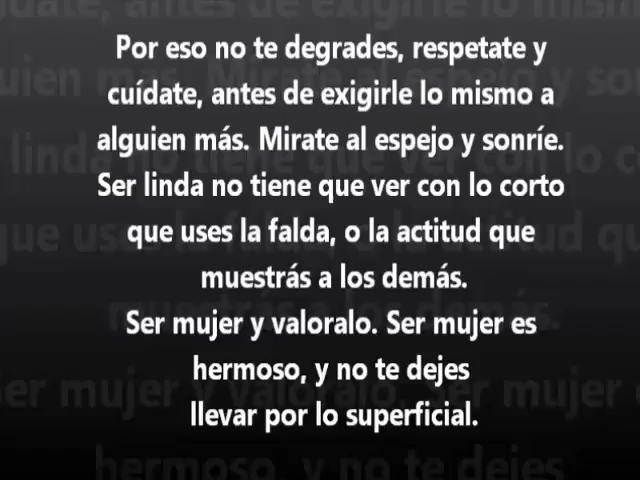 Por eso no te degrades, respetate y
cuídate, antes de exigirle lo mismo a
alguien más. Mirate al espejo y sonríe.
Ser linda no tiene que ver con lo corto
que uses la falda, o la actitud que
muestrás a los demás.
Ser mujer y valoralo. Ser mujer es
hermoso, y no te dejes
llevar por lo superficial.